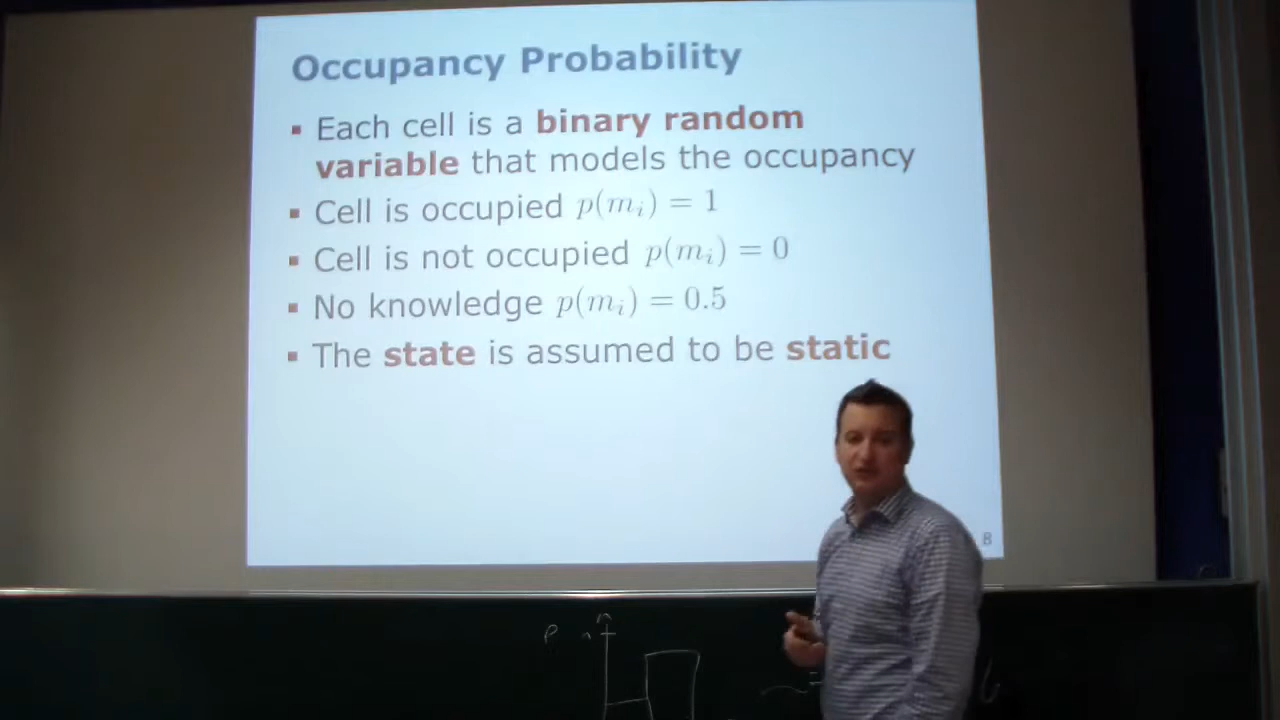 Occupancy Probability
Each cell is a binary random
variable that models the occupancy
Cell is occupied p(m_i) = 1
Cell is not occupied p(m_i) = 0
No knowledge p(m_i) = 0.5
The state is assumed to be static
8
P